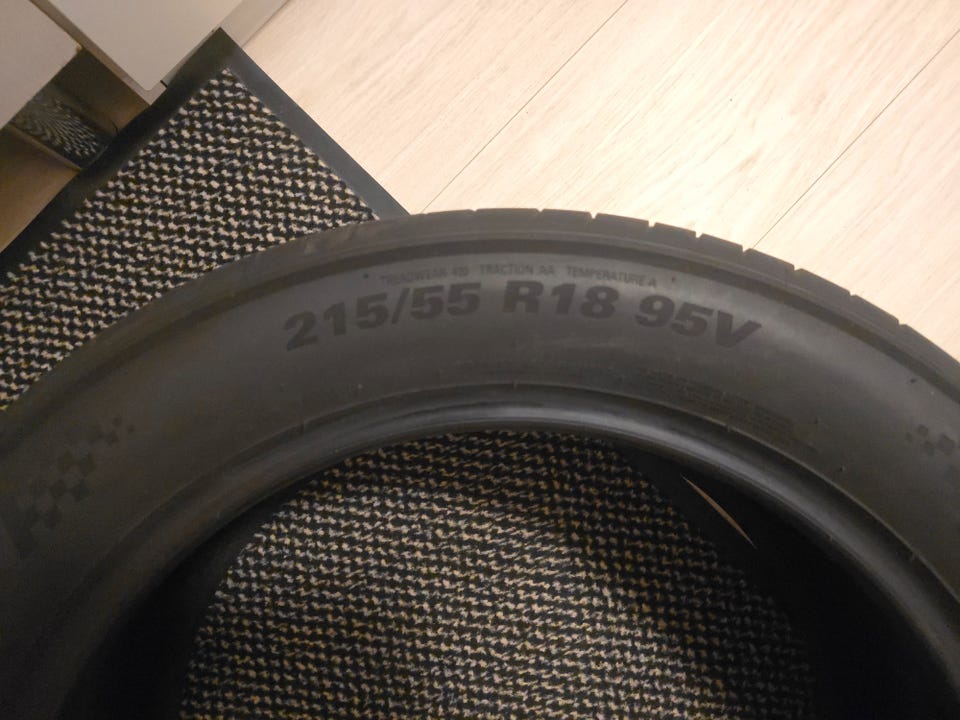 TREADWEAR 420 TRACTION AA TEMPERATURE A
215/55 R18 95V